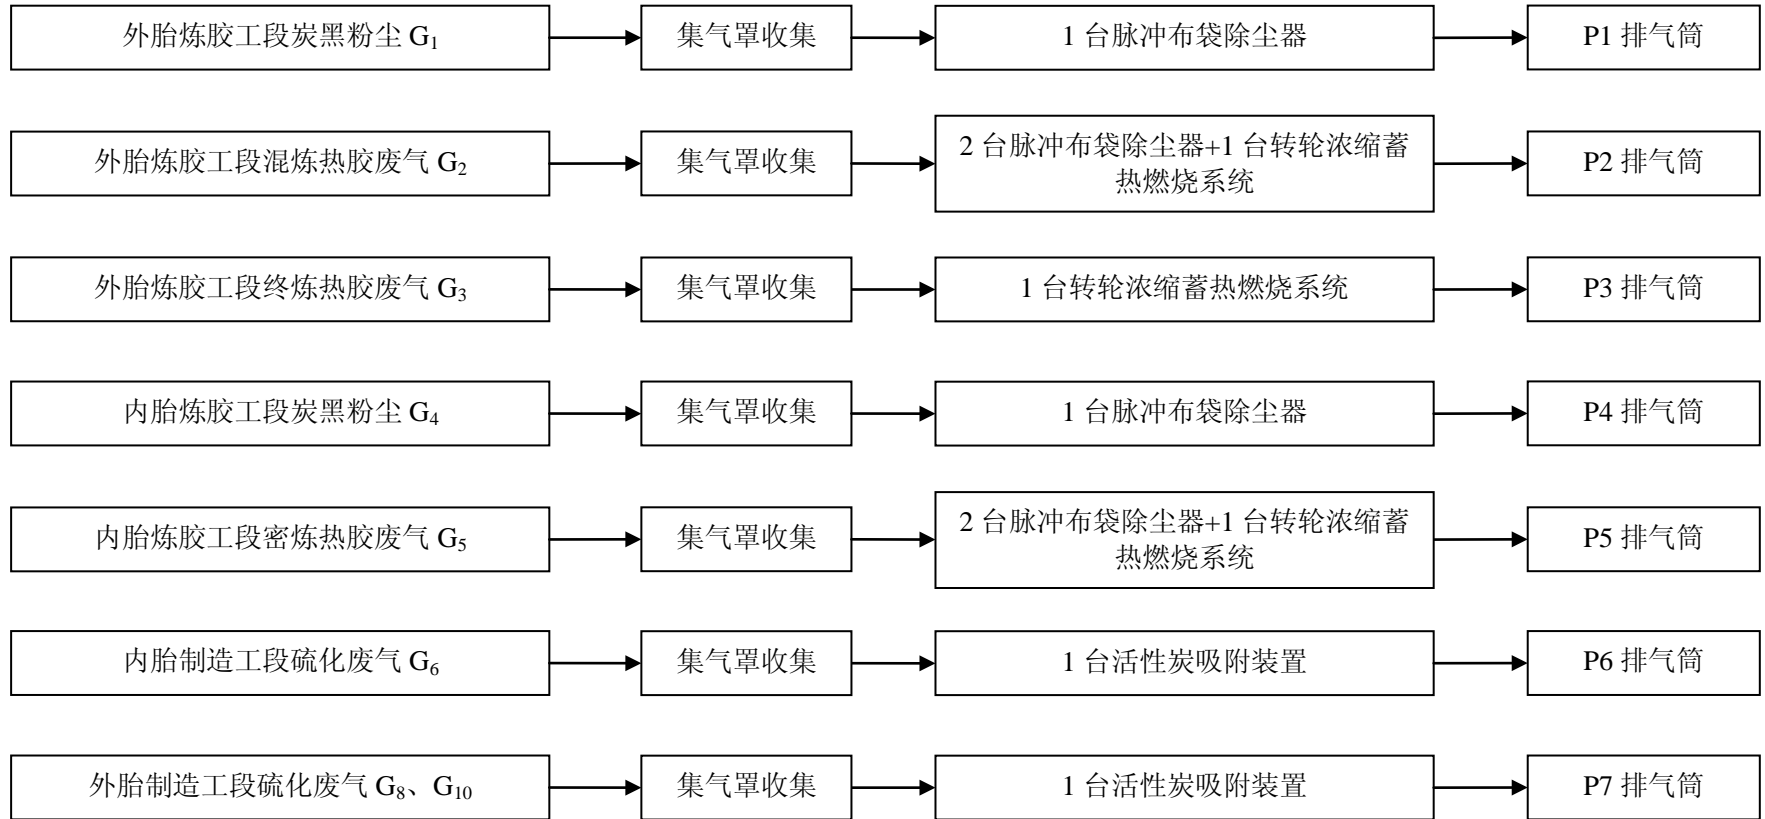 外胎炼胶工段炭黑粉尘 G₁ 集气罩收集 1 台脉冲布袋除尘器 P1 排气筒
外胎炼胶工段混炼热胶废气 G₂ 集气罩收集 2 台脉冲布袋除尘器+1 台转轮浓缩蓄
热燃烧系统 P2 排气筒
外胎炼胶工段终炼热胶废气 G₃ 集气罩收集 1 台转轮浓缩蓄热燃烧系统 P3 排气筒
内胎炼胶工段炭黑粉尘 G₄ 集气罩收集 1 台脉冲布袋除尘器 P4 排气筒
内胎炼胶工段密炼热胶废气 G₅ 集气罩收集 2 台脉冲布袋除尘器+1 台转轮浓缩蓄
热燃烧系统 P5 排气筒
内胎制造工段硫化废气 G₆ 集气罩收集 1 台活性炭吸附装置 P6 排气筒
外胎制造工段硫化废气 G₈、G₁₀ 集气罩收集 1 台活性炭吸附装置 P7 排气筒